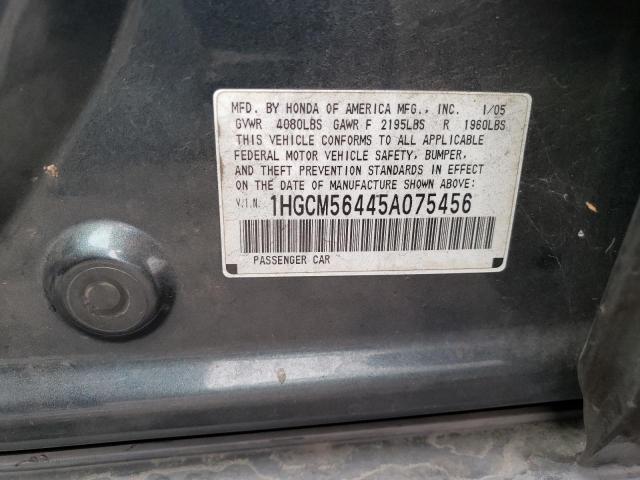 MFD. BY HONDA OF AMERICA MFG., INC. 1/05
GVWR 4080LBS GAWR F 2195LBS R 1960LBS
THIS VEHICLE CONFORMS TO ALL APPLICABLE
FEDERAL MOTOR VEHICLE SAFETY, BUMPER,
AND THEFT PREVENTION STANDARDS IN EFFECT
ON THE DATE OF MANUFACTURE SHOWN ABOVE:
V.I.N. 1HGCM56445A075456
PASSENGER CAR